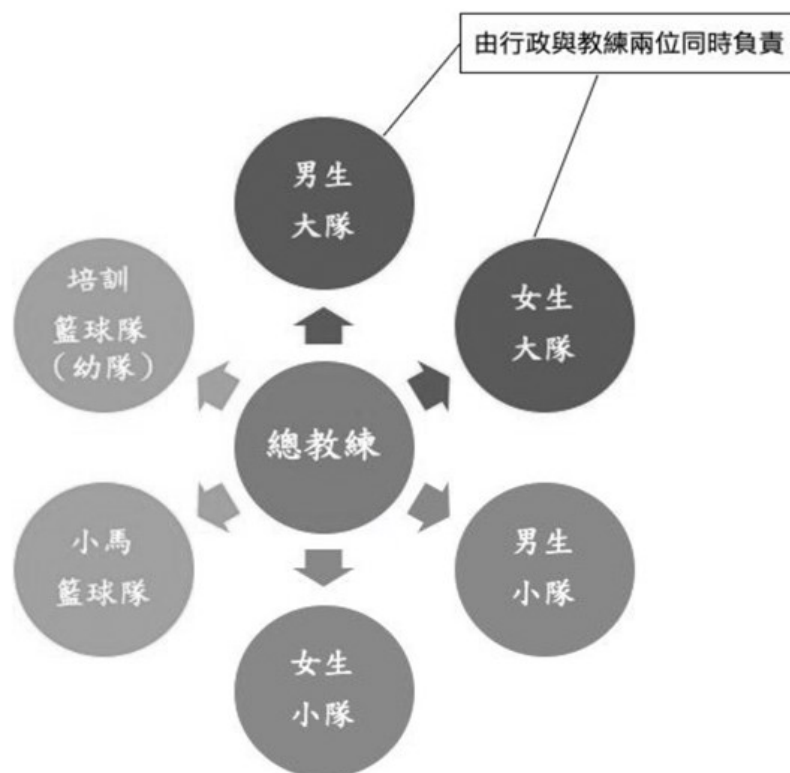 由行政與教練兩位同時負責
男生
大隊
女生
大隊
培訓
籃球隊
（幼隊）
總教練
小馬
籃球隊
男生
小隊
女生
小隊